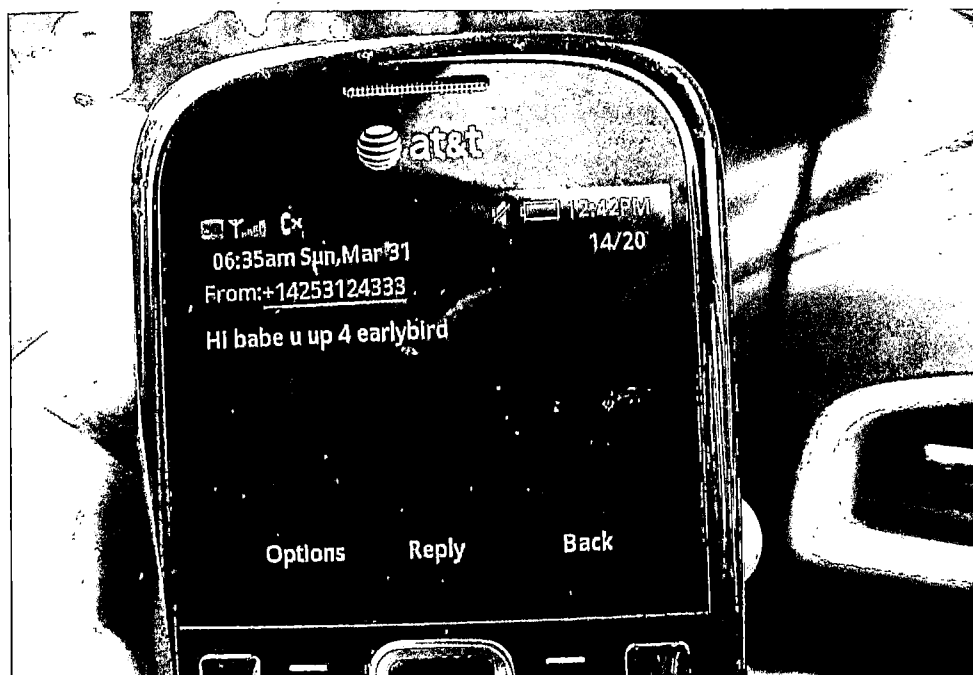 at&t
12:42PM
06:35am Sun,Mar 31
14/20
From:+14253124333
Hi babe u up 4 earlybird
Options Reply Back